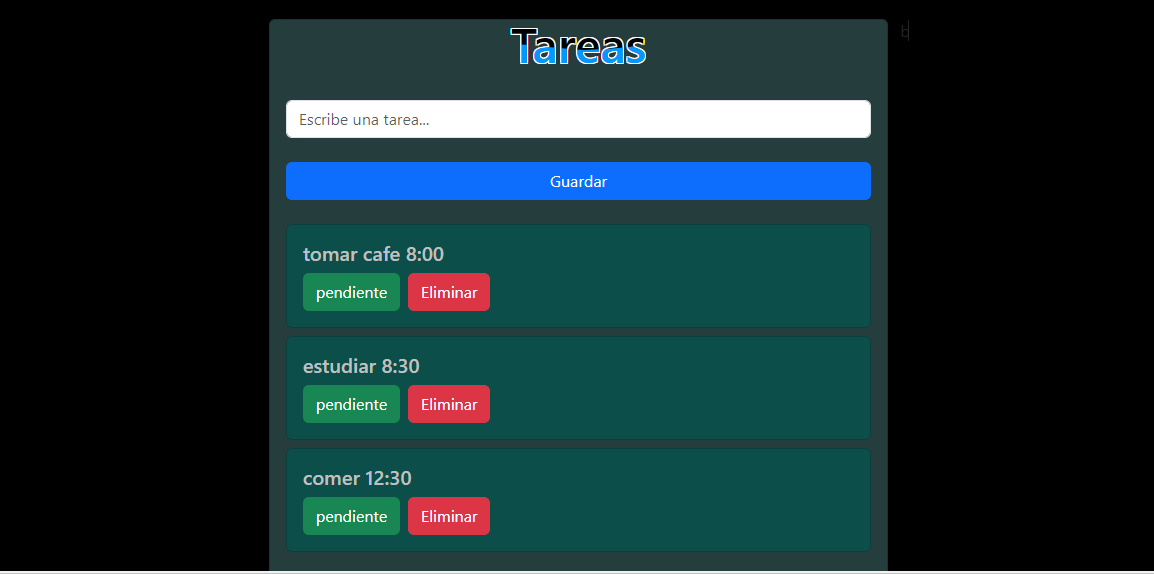 Tareas
Escribe una tarea...
Guardar
tomar cafe 8:00
pendiente Eliminar
estudiar 8:30
pendiente Eliminar
comer 12:30
pendiente Eliminar